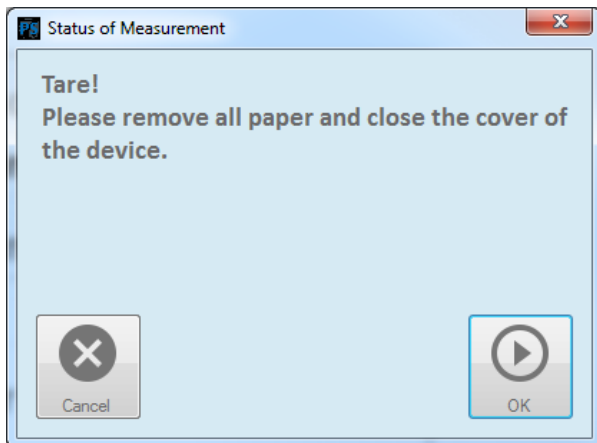 Status of Measurement
Tare!
Please remove all paper and close the cover of
the device.
Cancel
OK